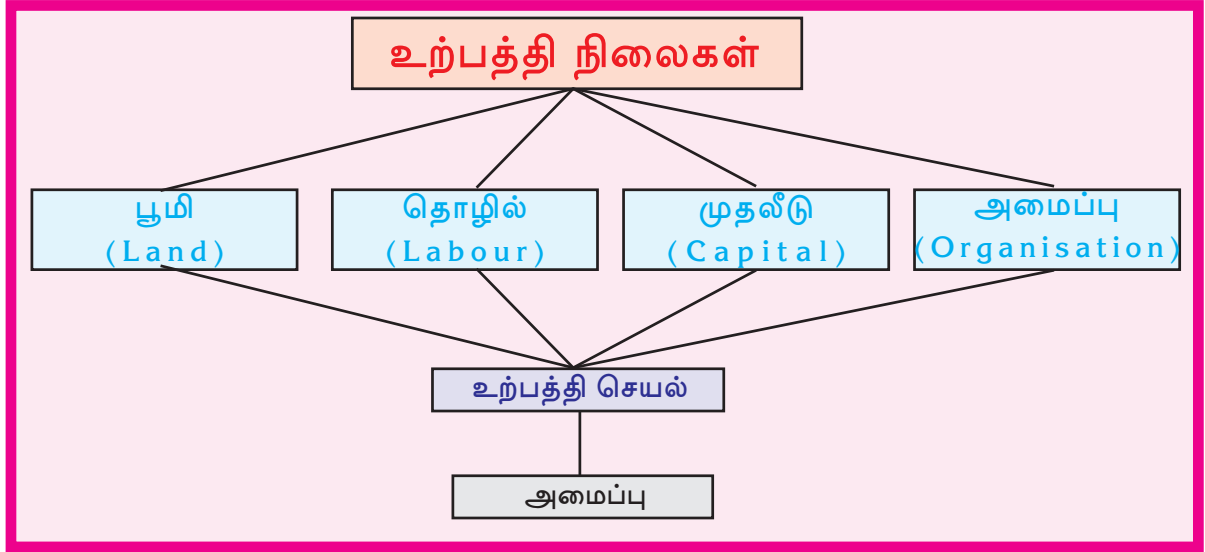 உற்பத்தி நிலைகள்
பூமி
(Land)
தொழில்
(Labour)
முதலீடு
(Capital)
அமைப்பு
(Organisation)
உற்பத்தி செயல்
அமைப்பு